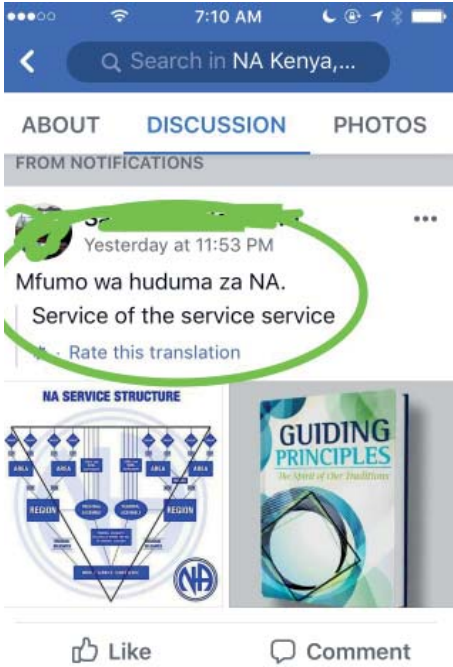 7:10 AM
Search in NA Kenya,...
ABOUT DISCUSSION PHOTOS
FROM NOTIFICATIONS
Yesterday at 11:53 PM
Mfumo wa huduma za NA.
Service of the service service
· Rate this translation
NA SERVICE STRUCTURE
AREA AREA AREA AREA
REGION REGION
NA
GUIDING
PRINCIPLES
The Spirit of Our Traditions
Like Comment